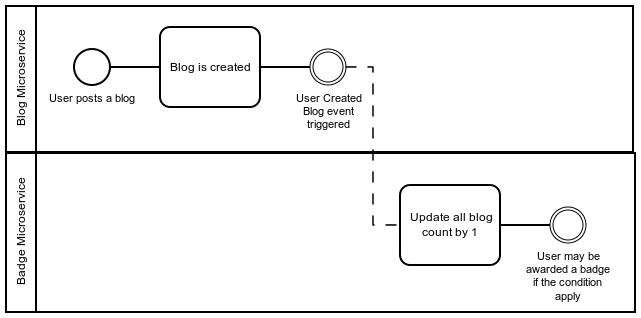 Blog Microservice
User posts a blog
Blog is created
User Created
Blog event
triggered
Badge Microservice
Update all blog
count by 1
User may be
awarded a badge
if the condition
apply